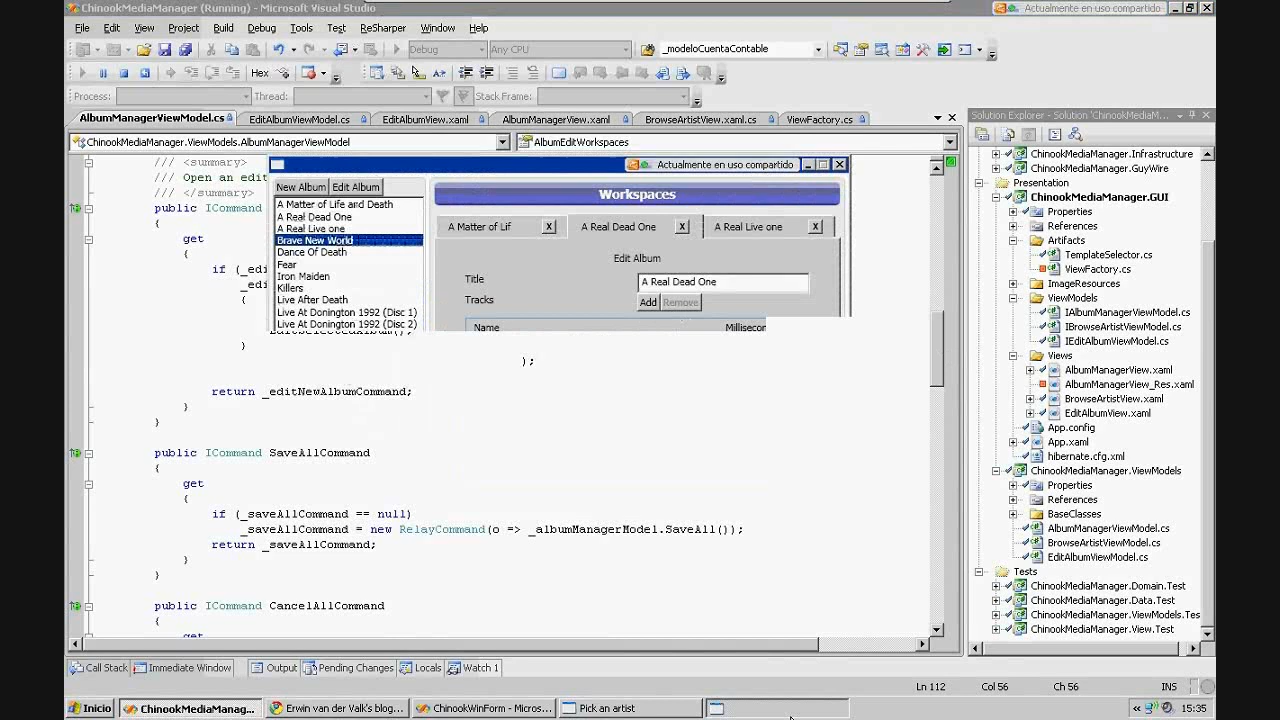 ChinookMediaManager (Running) - Microsoft Visual Studio
Actualmente en uso compartido
File Edit View Project Build Debug Tools Test ReSharper Window Help
Debug Any CPU _modeloCuentaContable
Hex
Process: Thread: Stack Frame:
AlbumManagerViewModel.cs EditAlbumViewModel.cs EditAlbumView.xaml AlbumManagerView.xaml BrowseArtistView.xaml.cs ViewFactory.cs
ChinookMediaManager.ViewModels.AlbumManagerViewModel AlbumEditWorkspaces
/// <summary>
/// Open an edit
/// </summary>
public ICommand
{
get
{
if (_edi
_edi
{
}
);
return _editNewAlbumCommand;
}
}
public ICommand SaveAllCommand
{
get
{
if (_saveAllCommand == null)
_saveAllCommand = new RelayCommand(o => _albumManagerModel.SaveAll());
return _saveAllCommand;
}
}
public ICommand CancelAllCommand
{
get
Actualmente en uso compartido
New Album Edit Album
A Matter of Life and Death
A Real Dead One
A Real Live one
Brave New World
Dance Of Death
Fear
Iron Maiden
Killers
Live After Death
Live At Donington 1992 (Disc 1)
Live At Donington 1992 (Disc 2)
Workspaces
A Matter of Lif X A Real Dead One X A Real Live one X
Edit Album
Title A Real Dead One
Tracks Add Remove
Name Millisecon
Solution Explorer - Solution 'ChinookMediaM...
ChinookMediaManager.Infrastructure
ChinookMediaManager.GuyWire
Presentation
ChinookMediaManager.GUI
Properties
References
Artifacts
TemplateSelector.cs
ViewFactory.cs
ImageResources
ViewModels
IAlbumManagerViewModel.cs
IBrowseArtistViewModel.cs
IEditAlbumViewModel.cs
Views
AlbumManagerView.xaml
AlbumManagerView_Res.xaml
BrowseArtistView.xaml
EditAlbumView.xaml
App.config
App.xaml
hibernate.cfg.xml
ChinookMediaManager.ViewModels
Properties
References
BaseClasses
AlbumManagerViewModel.cs
BrowseArtistViewModel.cs
EditAlbumViewModel.cs
Tests
ChinookMediaManager.Domain.Test
ChinookMediaManager.Data.Test
ChinookMediaManager.ViewModels.Tes
ChinookMediaManager.View.Test
Call Stack Immediate Window Output Pending Changes Locals Watch 1
Ln 112 Col 56 Ch 56 INS
Inicio ChinookMediaManag... Erwin van der Valk's blog... ChinookWinForm - Micros... Pick an artist « 15:35